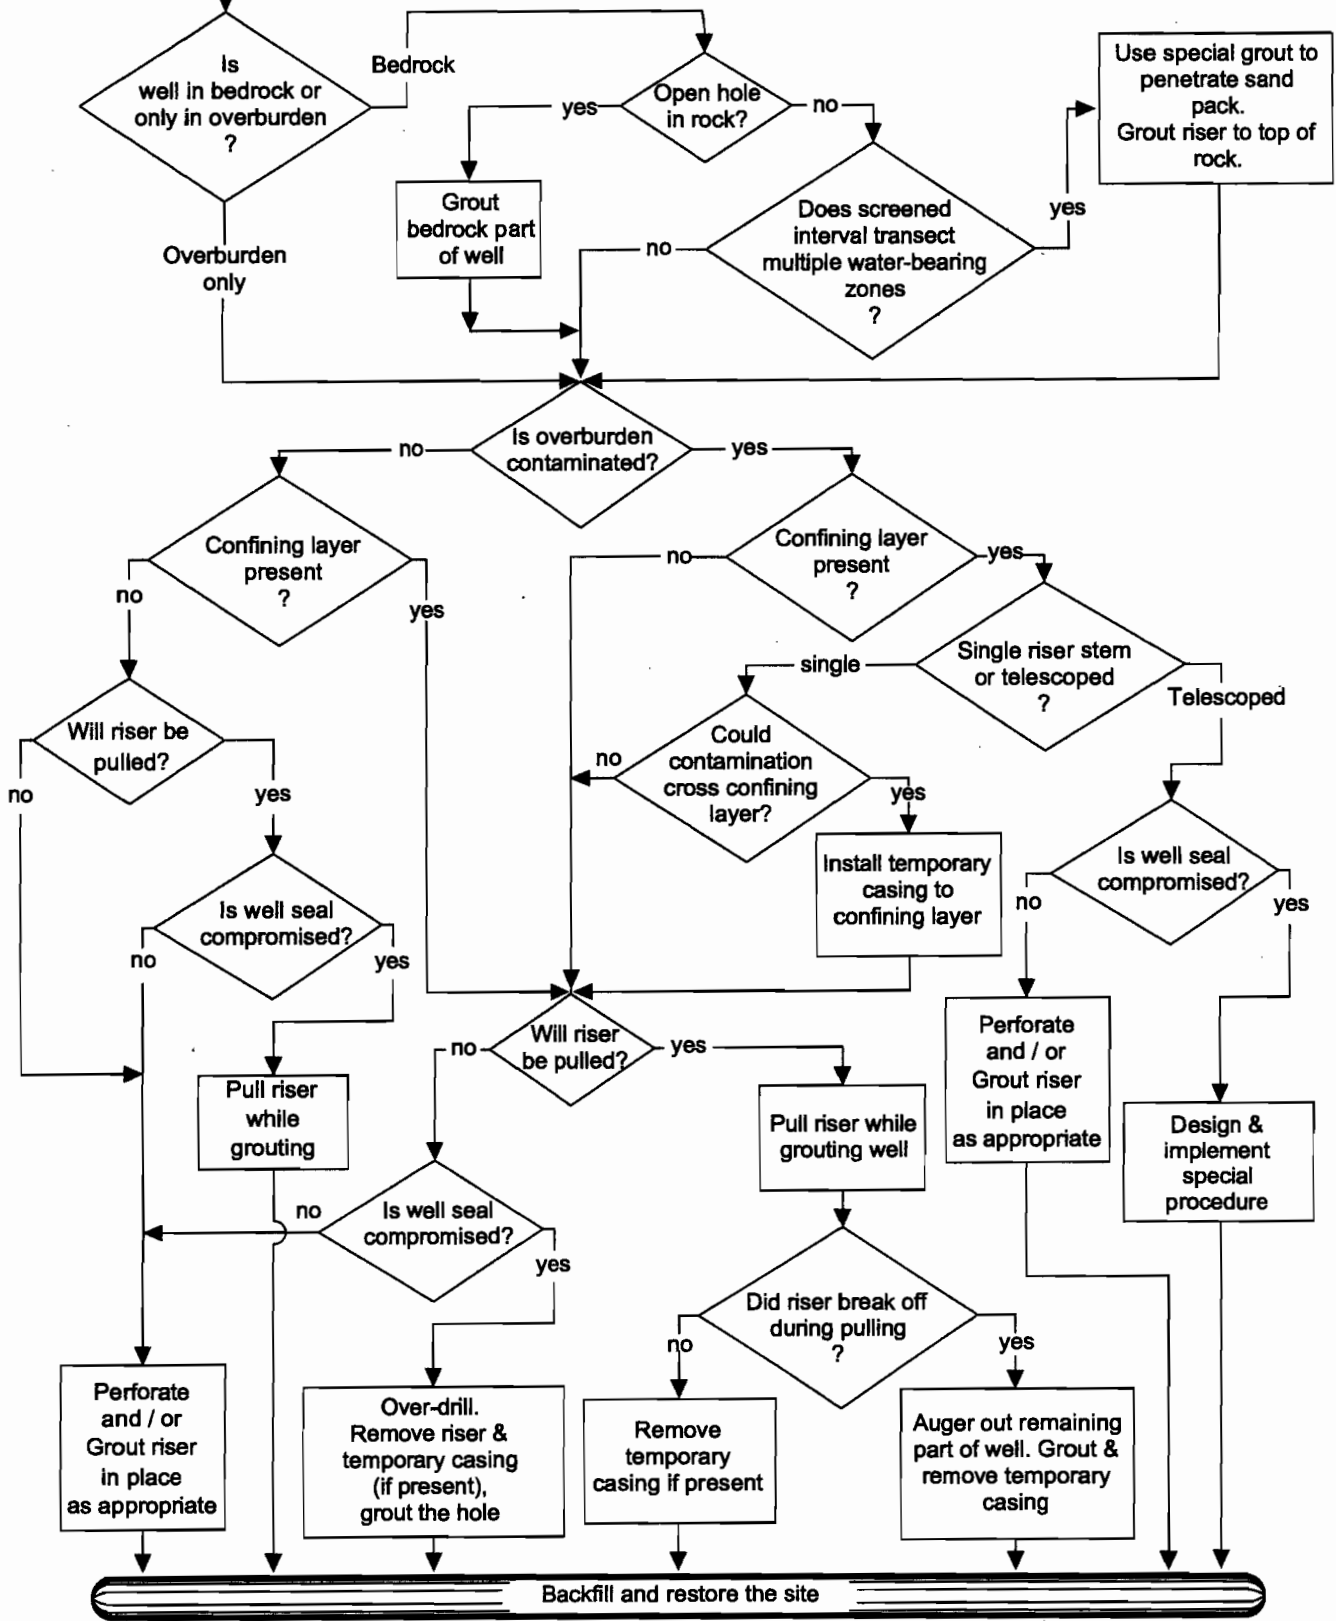 Is
well in bedrock or
only in overburden
?
Bedrock
Overburden
only
Open hole
in rock?
yes
no
Grout
bedrock part
of well
Does screened
interval transect
multiple water-bearing
zones
?
no
yes
Use special grout to
penetrate sand
pack.
Grout riser to top of
rock.
Is overburden
contaminated?
no
yes
Confining layer
present
?
no
yes
Confining layer
present
?
no
yes
Single riser stem
or telescoped
?
single
Telescoped
Will riser be
pulled?
no
yes
Could
contamination
cross confining
layer?
no
yes
Install temporary
casing to
confining layer
Is well seal
compromised?
no
yes
Is well seal
compromised?
no
yes
Will riser
be pulled?
no
yes
Pull riser
while
grouting
Pull riser while
grouting well
Perforate
and / or
Grout riser
in place
as appropriate
Design &
implement
special
procedure
Is well seal
compromised?
no
yes
Did riser break off
during pulling
?
no
yes
Perforate
and / or
Grout riser
in place
as appropriate
Over-drill.
Remove riser &
temporary casing
(if present),
grout the hole
Remove
temporary
casing if present
Auger out remaining
part of well. Grout &
remove temporary
casing
Backfill and restore the site